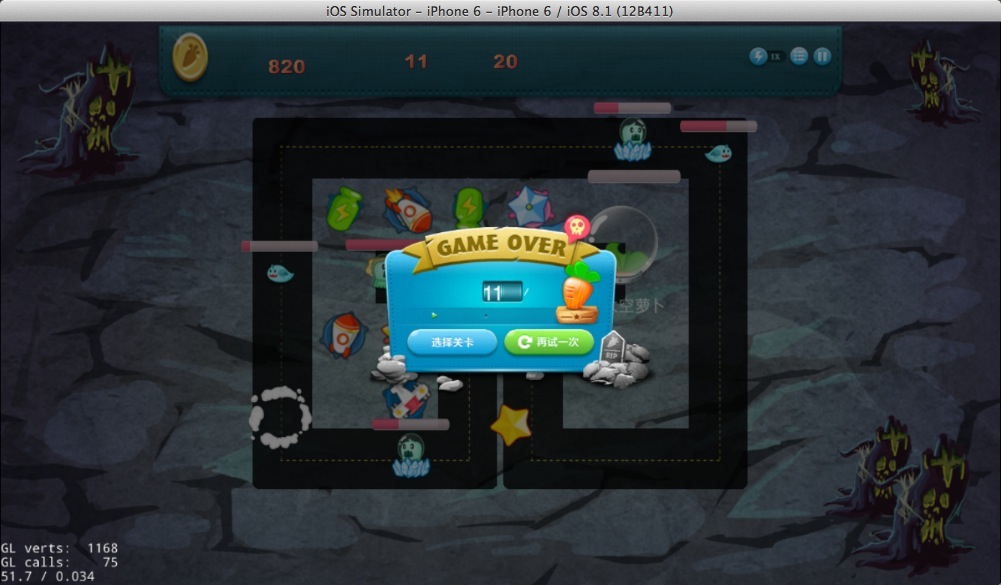 iOS Simulator - iPhone 6 - iPhone 6 / iOS 8.1 (12B411)
820 11 20 1X
GAME OVER
11 /
空萝卜
选择关卡 再试一次
RIP
GL verts: 1168
GL calls: 75
51.7 / 0.034